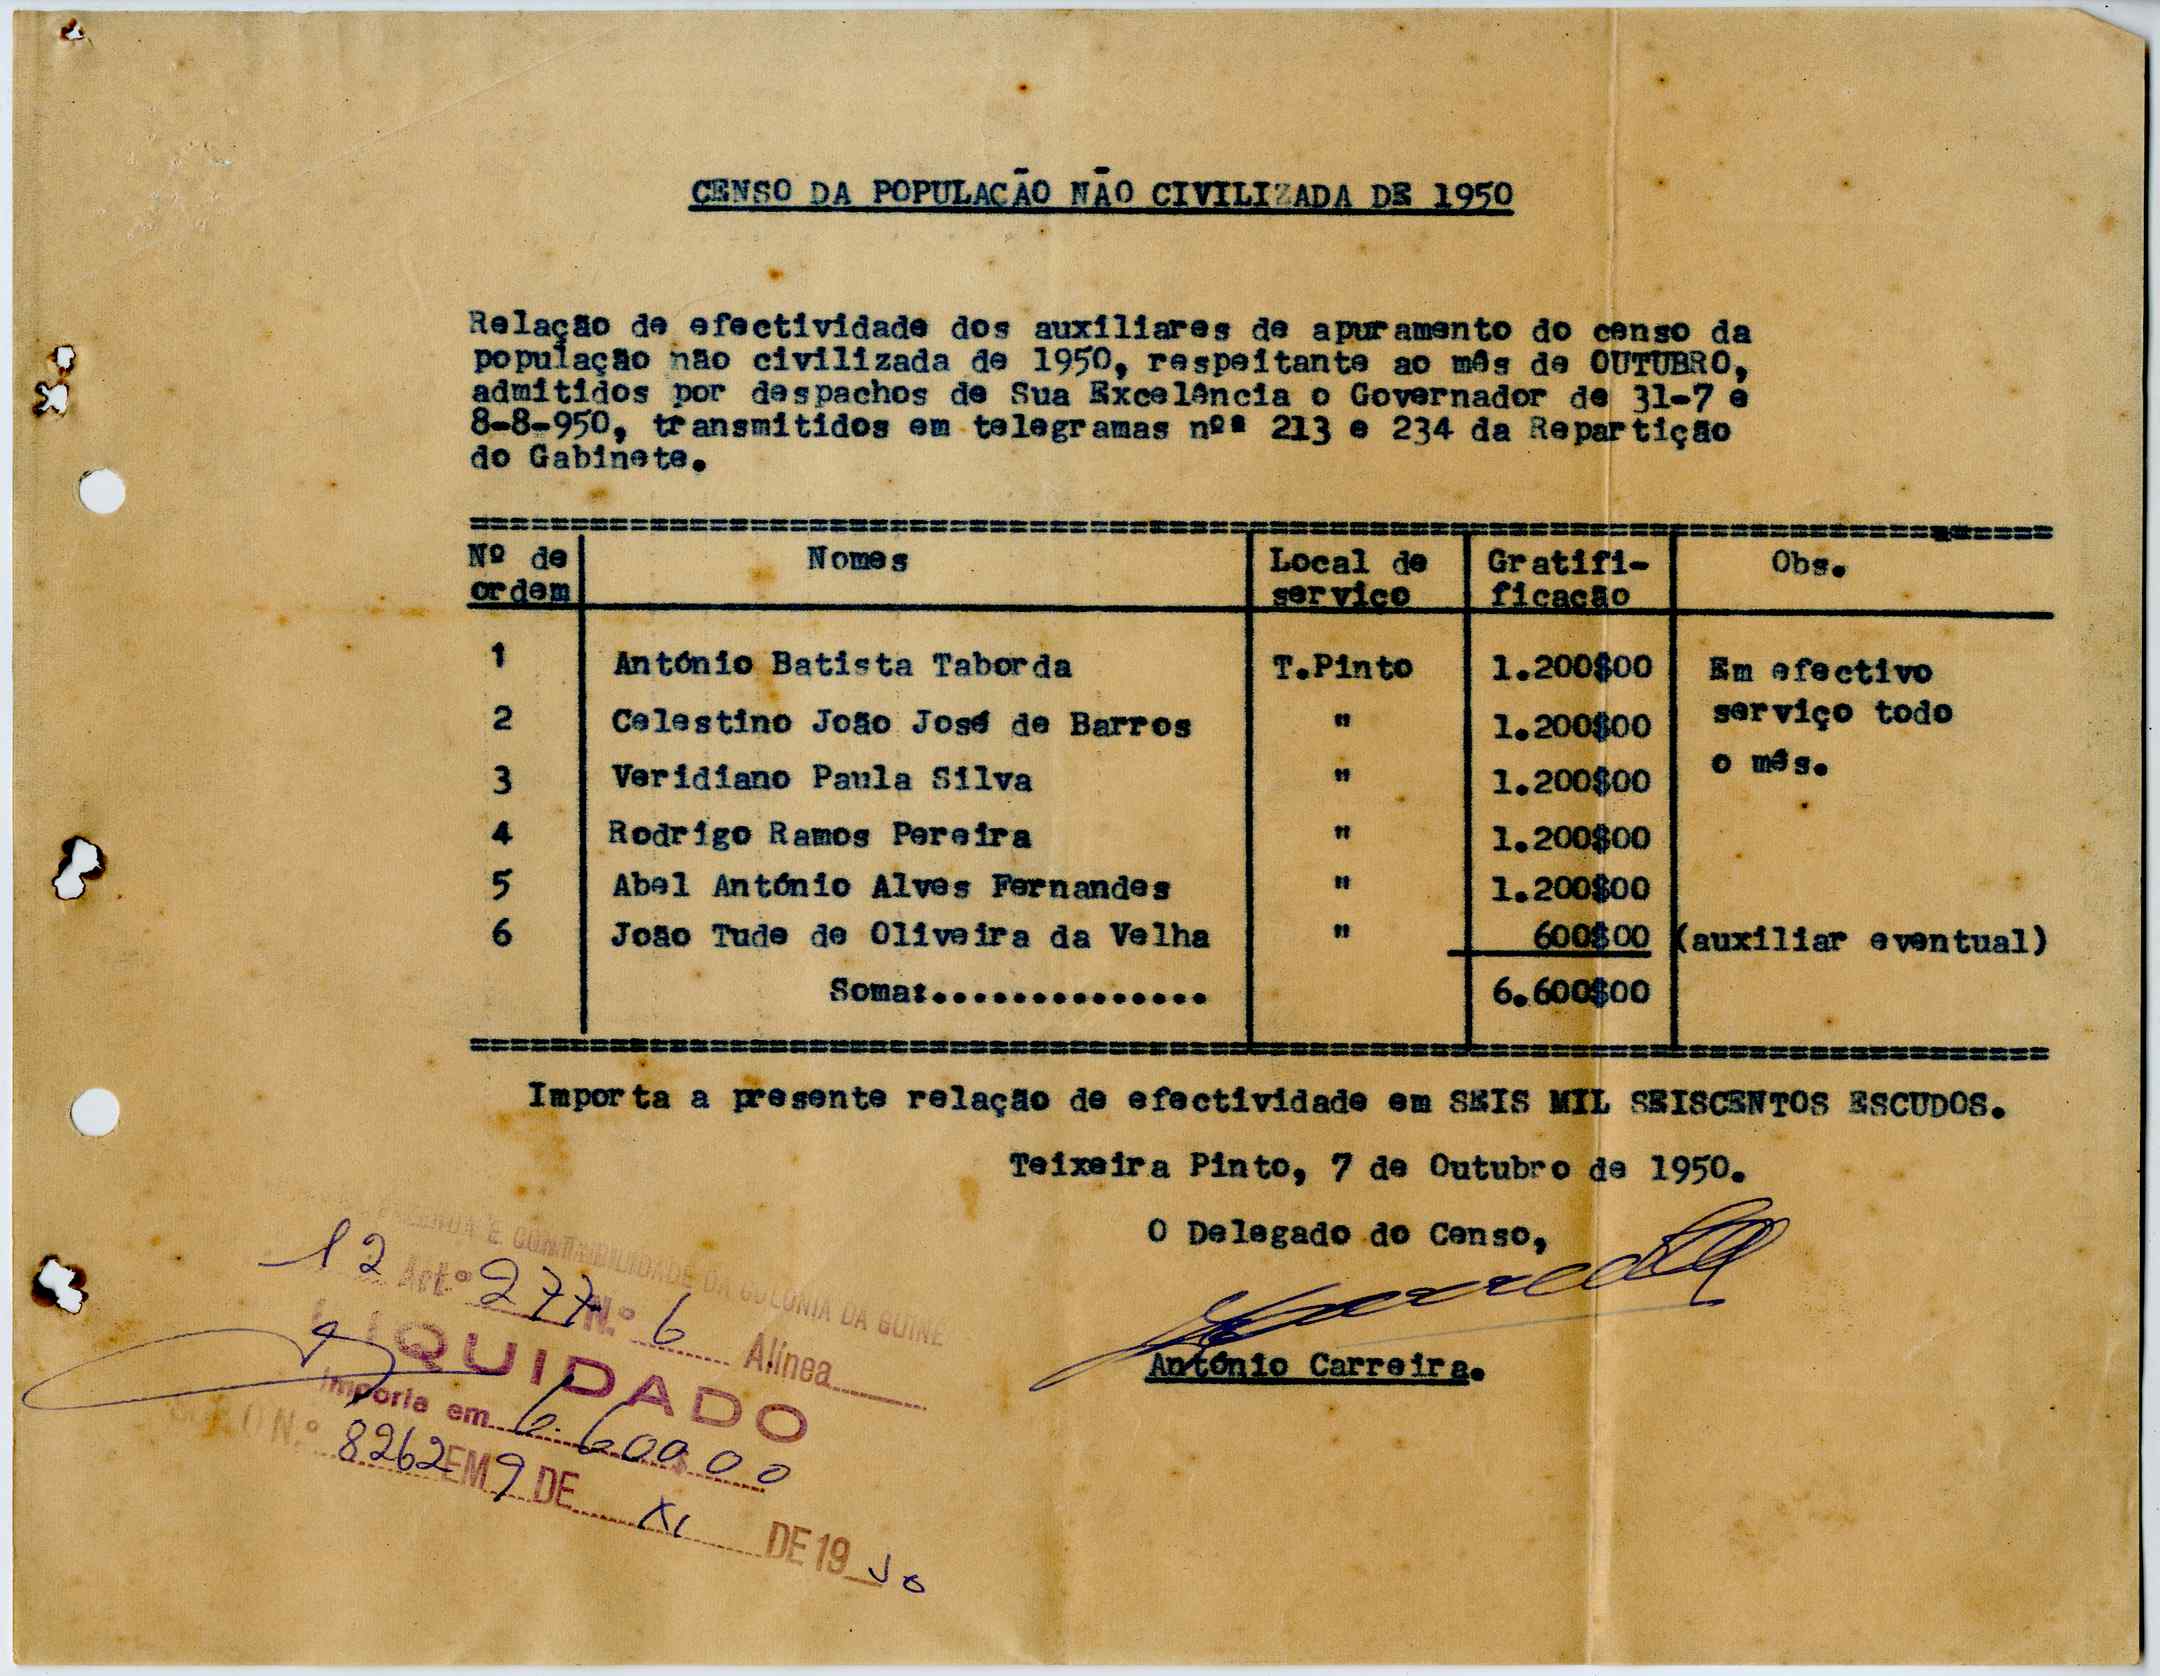 CENSO DA POPULAÇÃO NÃO CIVILIZADA DE 1950
Relação de efectividade dos auxiliares de apuramento do censo da
população não civilizada de 1950, respeitante ao mês de OUTUBRO,
admitidos por despachos de Sua Excelência o Governador de 31-7 e
8-8-950, transmitidos em telegramas nºs 213 e 234 da Repartição
do Gabinete.
Nº de ordem Nomes Local de serviço Gratifi-ficação Obs.
1 António Batista Taborda T.Pinto 1.200$00 Em efectivo
2 Celestino João José de Barros " 1.200$00 serviço todo
3 Veridiano Paula Silva " 1.200$00 o mês.
4 Rodrigo Ramos Pereira " 1.200$00
5 Abel António Alves Fernandes " 1.200$00
6 João Tude de Oliveira da Velha " 600$00 (auxiliar eventual)
Soma:.............. 6.600$00
Importa a presente relação de efectividade em SEIS MIL SEISCENTOS ESCUDOS.
Teixeira Pinto, 7 de Outubro de 1950.
O Delegado do Censo,
António Carreira.
FAZENDA E CONTABILIDADE DA COLONIA DA GUINÉ
12 Art.º 277 N.º 6 Alínea
LIQUIDADO
Importa em 6.600$00
N.º 8262 EM 9 DE XI DE 1950